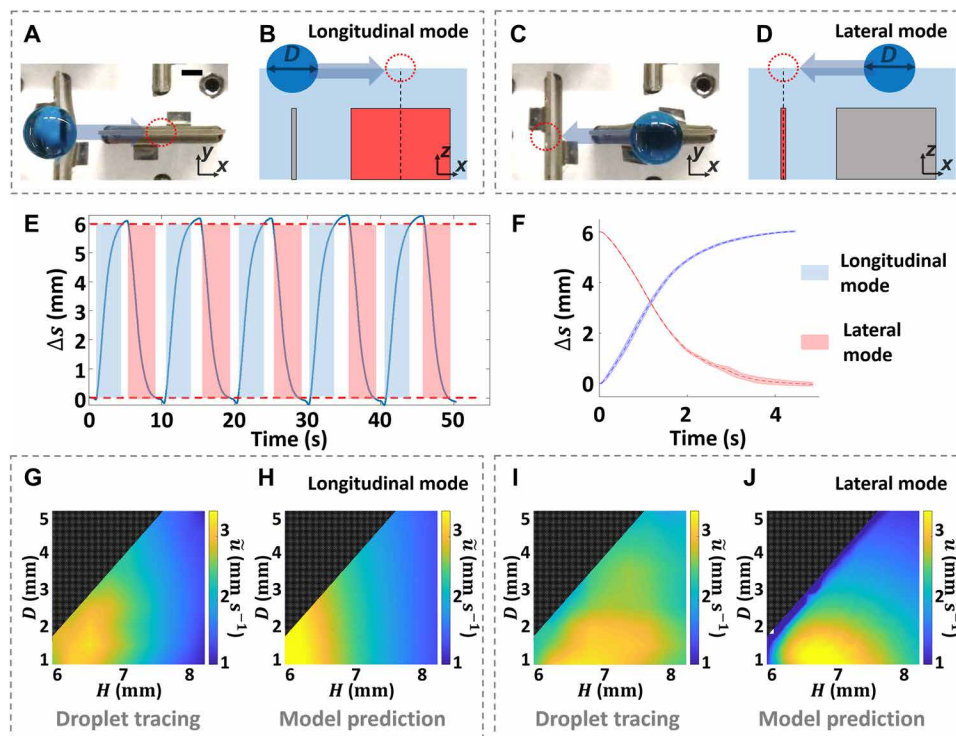 A
B
Longitudinal mode
D
z
x
y
x
C
D
Lateral mode
D
z
x
y
x
E
6
4
2
0
Δs (mm)
0 10 20 30 40 50
Time (s)
F
6
4
2
0
Δs (mm)
0 2 4
Time (s)
Longitudinal
mode
Lateral
mode
G
5
4
3
2
1
D (mm)
6 7 8
H (mm)
3
2
1
ũ (mm s⁻¹)
Droplet tracing
H
Longitudinal mode
5
4
3
2
1
D (mm)
6 7 8
H (mm)
3
2
1
ũ (mm s⁻¹)
Model prediction
I
5
4
3
2
1
D (mm)
6 7 8
H (mm)
3
2
1
ũ (mm s⁻¹)
Droplet tracing
J
Lateral mode
5
4
3
2
1
D (mm)
6 7 8
H (mm)
3
2
1
ũ (mm s⁻¹)
Model prediction